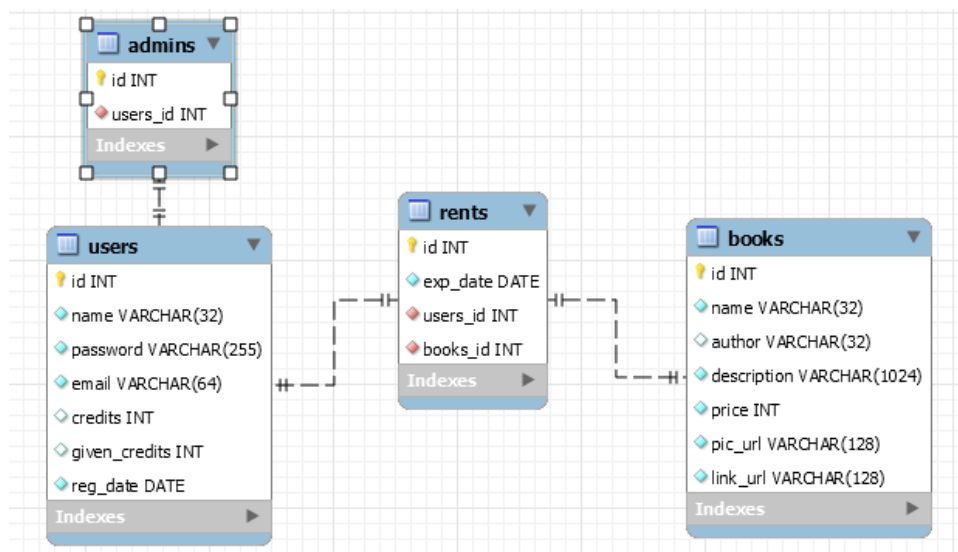 admins
id INT
users_id INT
Indexes
users
id INT
name VARCHAR(32)
password VARCHAR(255)
email VARCHAR(64)
credits INT
given_credits INT
reg_date DATE
Indexes
rents
id INT
exp_date DATE
users_id INT
books_id INT
Indexes
books
id INT
name VARCHAR(32)
author VARCHAR(32)
description VARCHAR(1024)
price INT
pic_url VARCHAR(128)
link_url VARCHAR(128)
Indexes